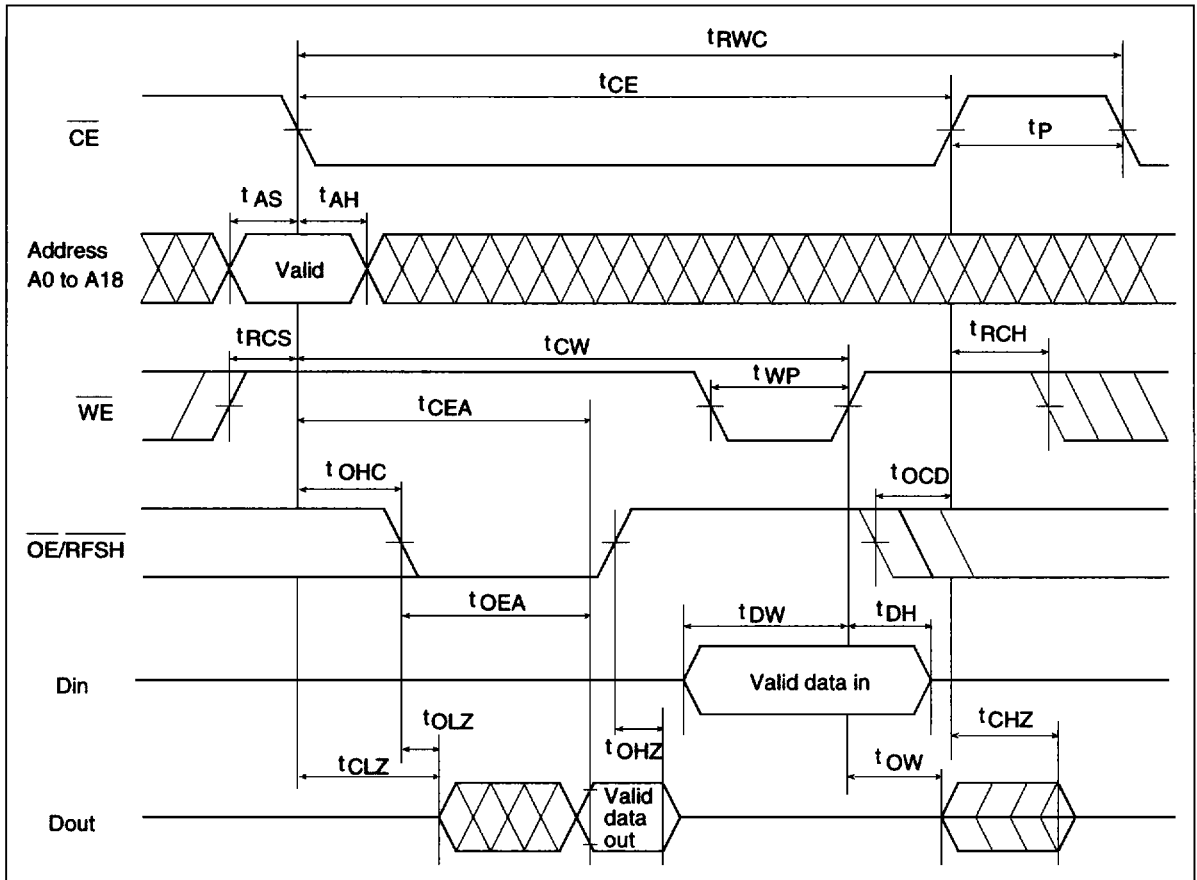 tRWC
tCE
CE
tP
tAS
tAH
Address
A0 to A18
Valid
tRCS
tCW
tRCH
tWP
WE
tCEA
tOHC
tOCD
OE/RFSH
tOEA
tDW
tDH
Din
Valid data in
tOLZ
tOHZ
tCHZ
tCLZ
tOW
Dout
Valid
data
out